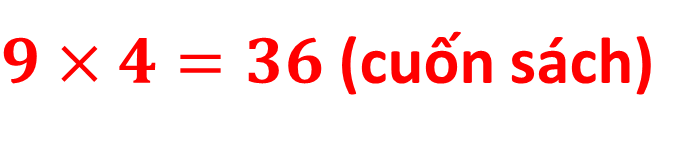 9 × 4 = 36 (cuốn sách)